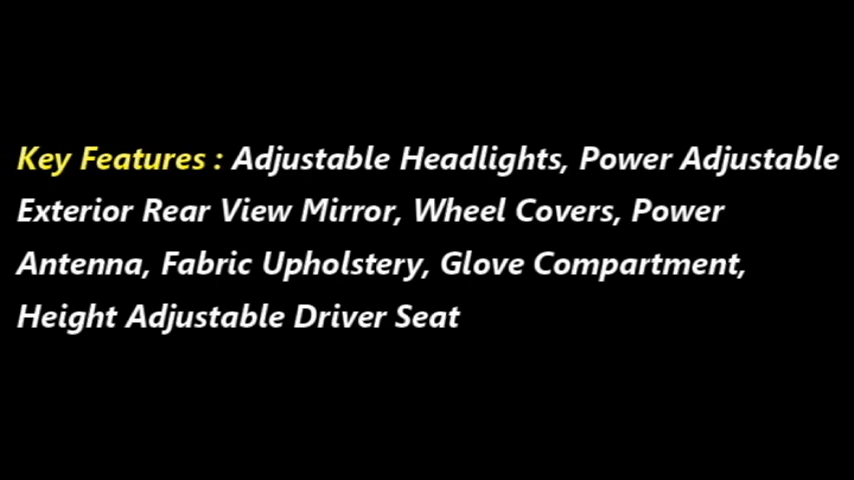 Key Features : Adjustable Headlights, Power Adjustable
Exterior Rear View Mirror, Wheel Covers, Power
Antenna, Fabric Upholstery, Glove Compartment,
Height Adjustable Driver Seat